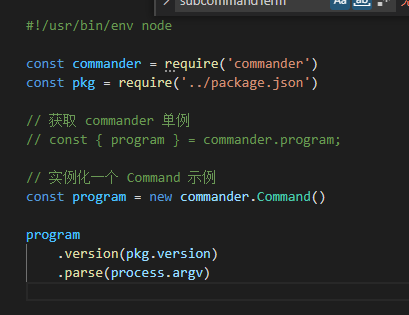 subcommandTerm
Aa
ab
#!/usr/bin/env node
const commander = require('commander')
const pkg = require('../package.json')
// 获取 commander 单例
// const { program } = commander.program;
// 实例化一个 Command 示例
const program = new commander.Command()
program
.version(pkg.version)
.parse(process.argv)